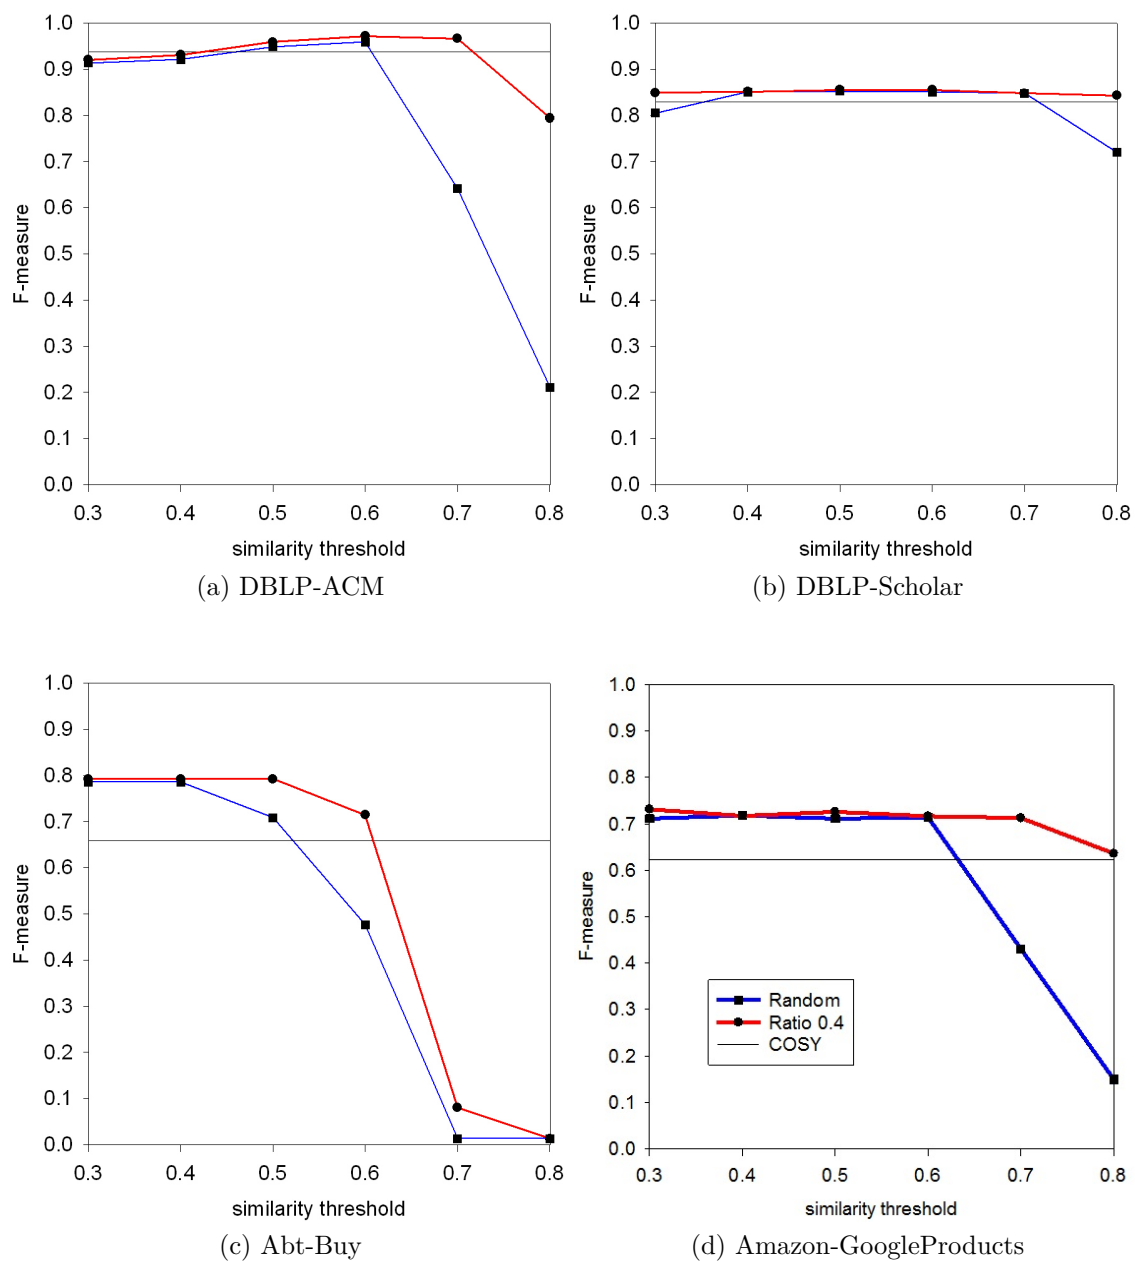 1.0
0.9
0.8
0.7
0.6
0.5
0.4
0.3
0.2
0.1
0.0
F-measure
0.3 0.4 0.5 0.6 0.7 0.8
similarity threshold
(a) DBLP-ACM
1.0
0.9
0.8
0.7
0.6
0.5
0.4
0.3
0.2
0.1
0.0
F-measure
0.3 0.4 0.5 0.6 0.7 0.8
similarity threshold
(b) DBLP-Scholar
1.0
0.9
0.8
0.7
0.6
0.5
0.4
0.3
0.2
0.1
0.0
F-measure
0.3 0.4 0.5 0.6 0.7 0.8
similarity threshold
(c) Abt-Buy
1.0
0.9
0.8
0.7
0.6
0.5
0.4
0.3
0.2
0.1
0.0
F-measure
Random
Ratio 0.4
COSY
0.3 0.4 0.5 0.6 0.7 0.8
similarity threshold
(d) Amazon-GoogleProducts